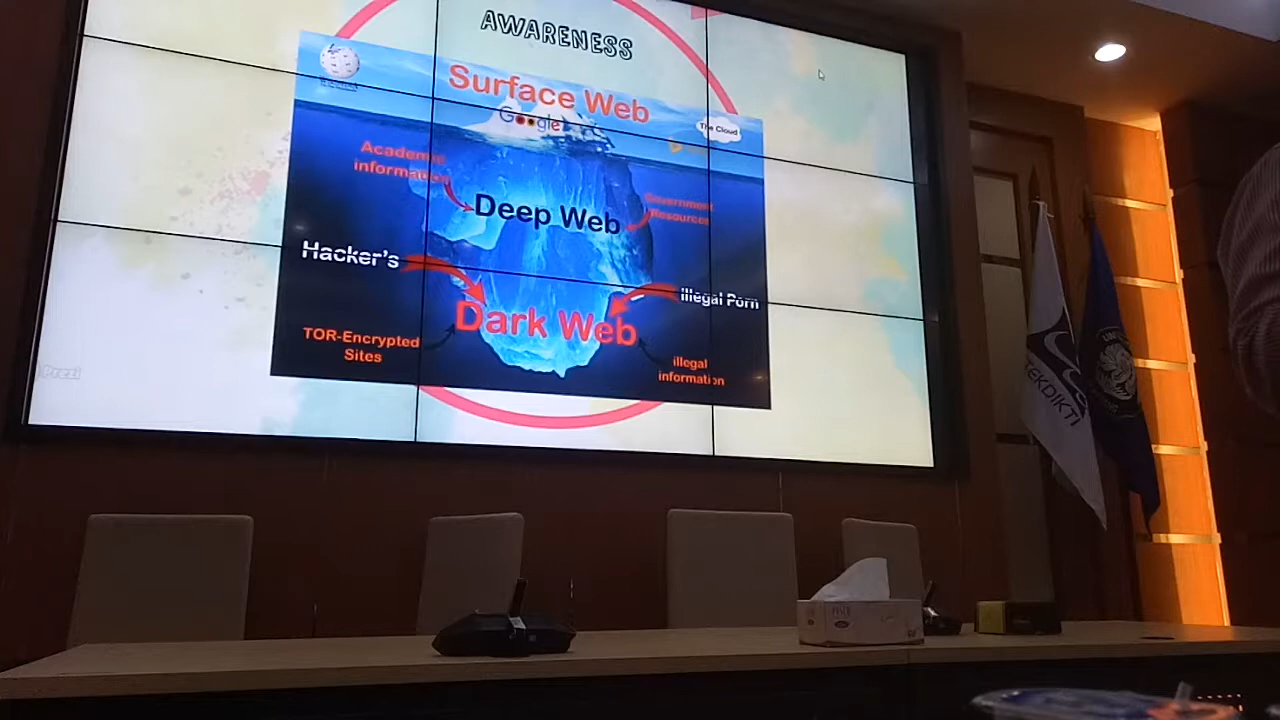 AWARENESS
Surface Web
Google
The Cloud
Academic
information
Government
Resources
Deep Web
Hacker's
illegal Porn
Dark Web
TOR-Encrypted
Sites
illegal
information
Prezi
TEKDIKTI